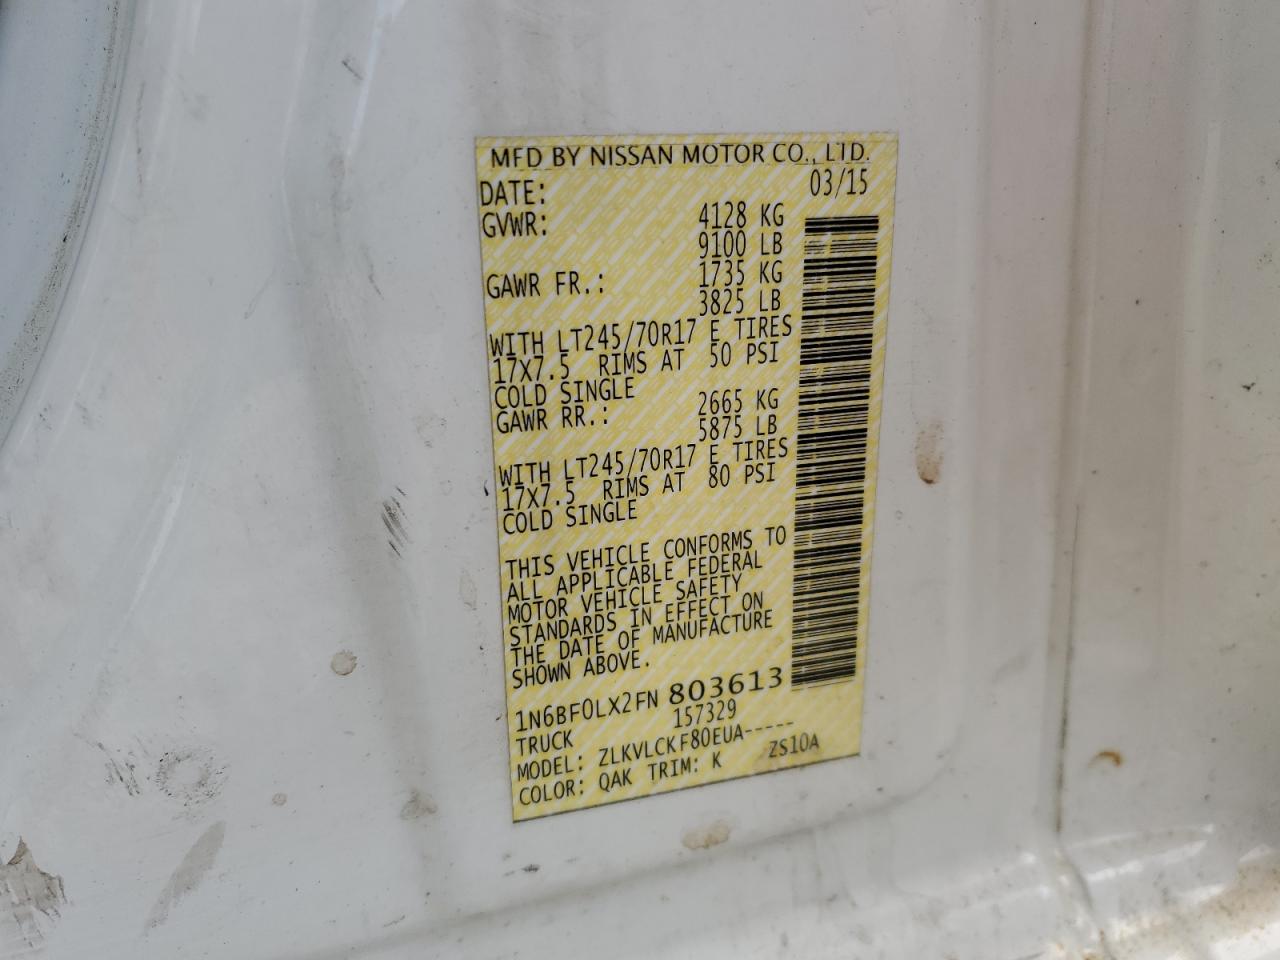 MFD BY NISSAN MOTOR CO., LTD.
DATE: 03/15
GVWR: 4128 KG
9100 LB
GAWR FR.: 1735 KG
3825 LB
WITH LT245/70R17 E TIRES
17X7.5 RIMS AT 50 PSI
COLD SINGLE
GAWR RR.: 2665 KG
5875 LB
WITH LT245/70R17 E TIRES
17X7.5 RIMS AT 80 PSI
COLD SINGLE
THIS VEHICLE CONFORMS TO
ALL APPLICABLE FEDERAL
MOTOR VEHICLE SAFETY
STANDARDS IN EFFECT ON
THE DATE OF MANUFACTURE
SHOWN ABOVE.
1N6BF0LX2FN 803613
TRUCK 157329
MODEL: ZLKVLCKF80EUA-----
COLOR: QAK TRIM: K ZS10A